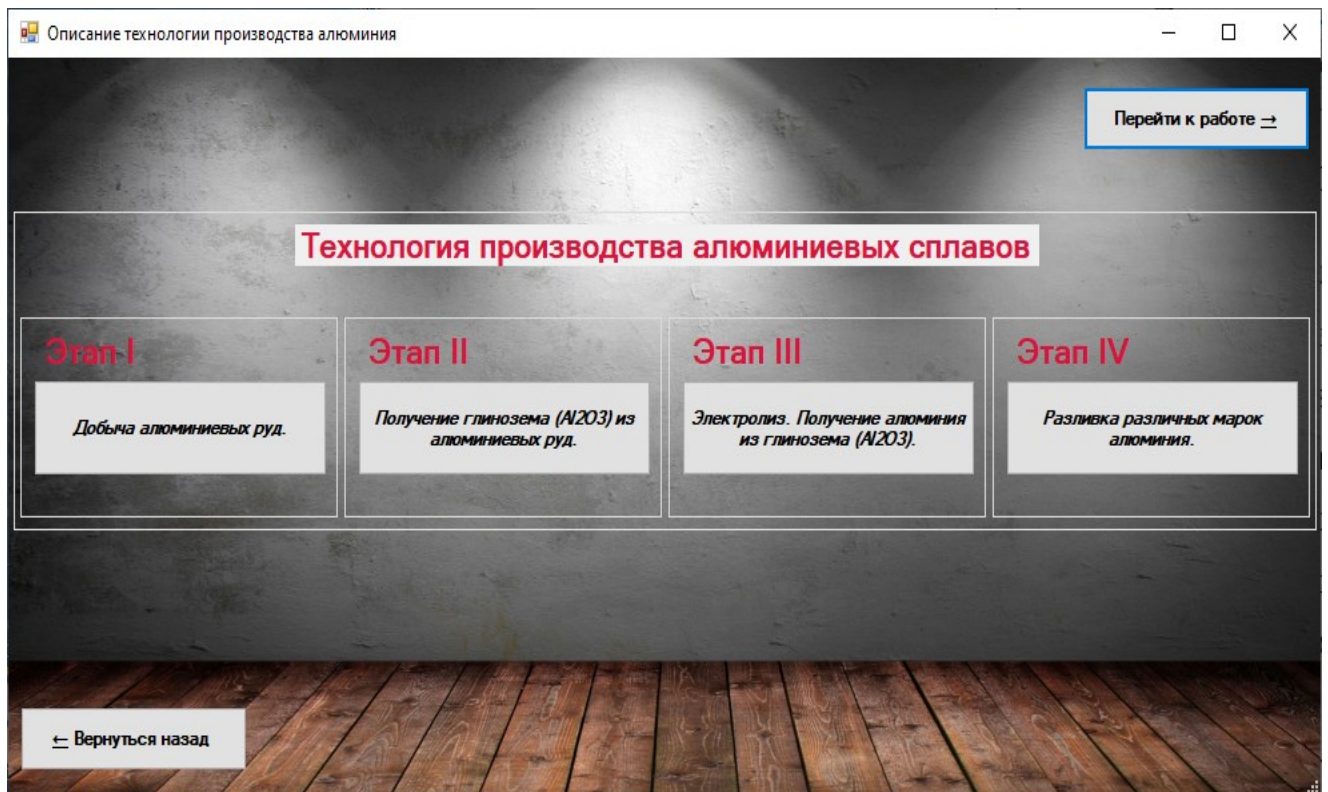 Описание технологии производства алюминия
Перейти к работе →
Технология производства алюминиевых сплавов
Этап I
Добыча алюминиевых руд.
Этап II
Получение глинозема (Al2O3) из
алюминиевых руд.
Этап III
Электролиз. Получение алюминия
из глинозема (Al2O3).
Этап IV
Разливка различных марок
алюминия.
← Вернуться назад